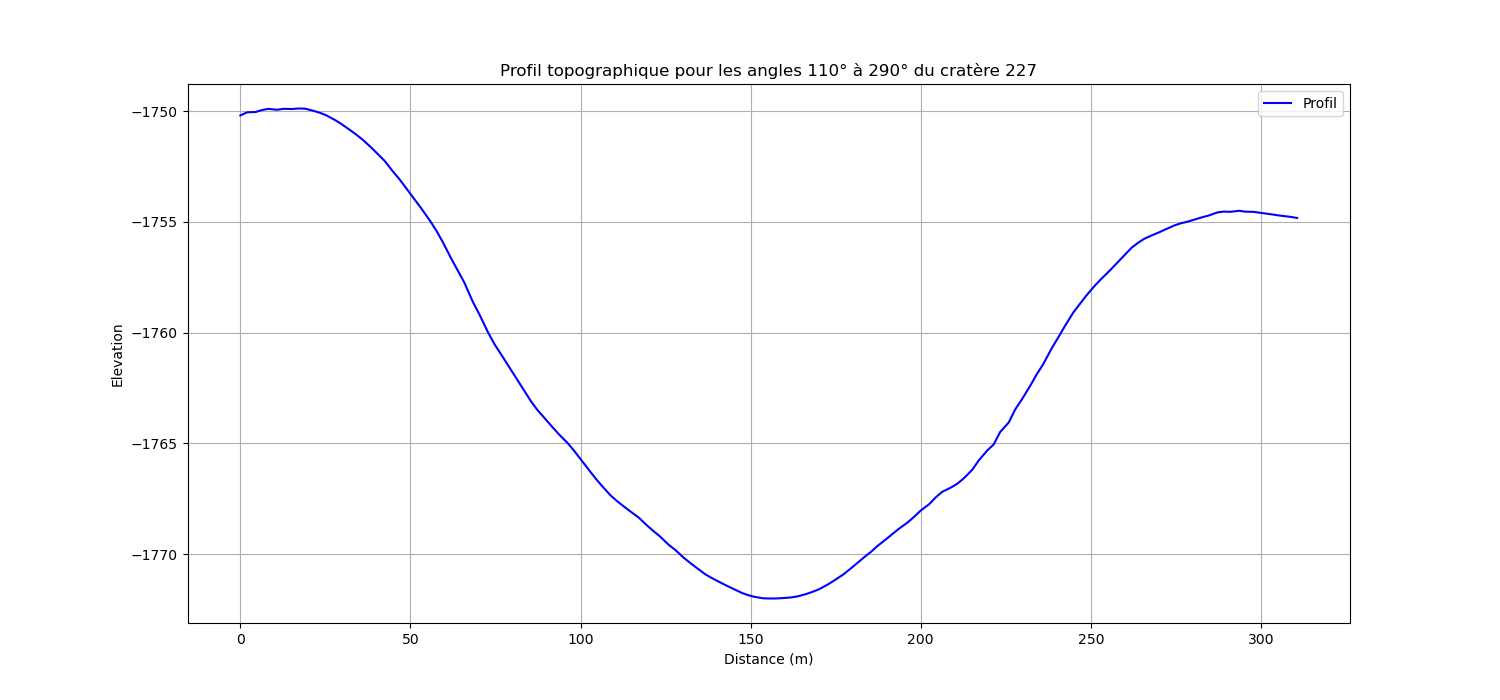 Profil topographique pour les angles 110° à 290° du cratère 227
Profil
Elevation
−1750
−1755
−1760
−1765
−1770
0 50 100 150 200 250 300
Distance (m)